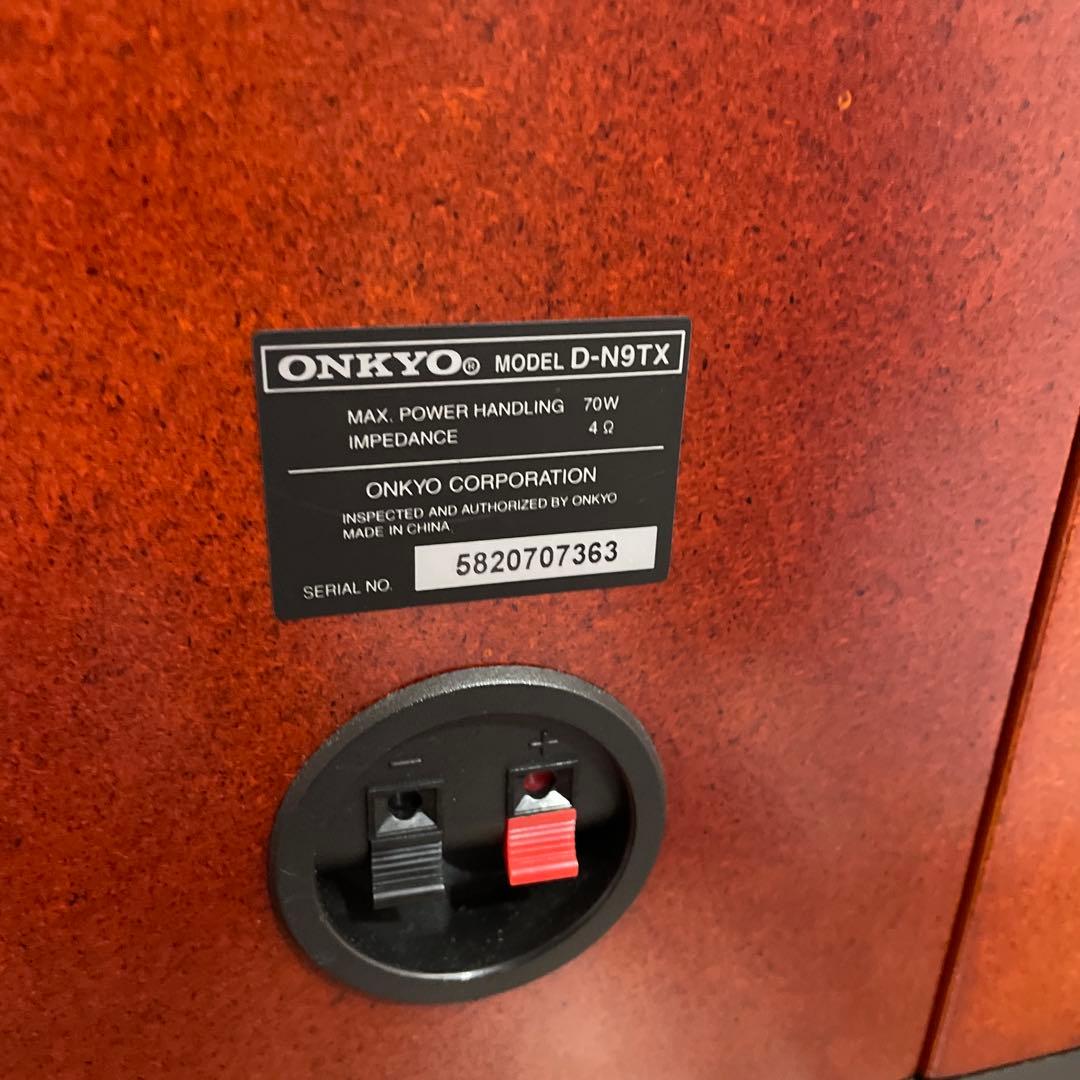 ONKYO® MODEL D-N9TX
MAX. POWER HANDLING 70W
IMPEDANCE 4 Ω
ONKYO CORPORATION
INSPECTED AND AUTHORIZED BY ONKYO
MADE IN CHINA
SERIAL NO. 5820707363
− +